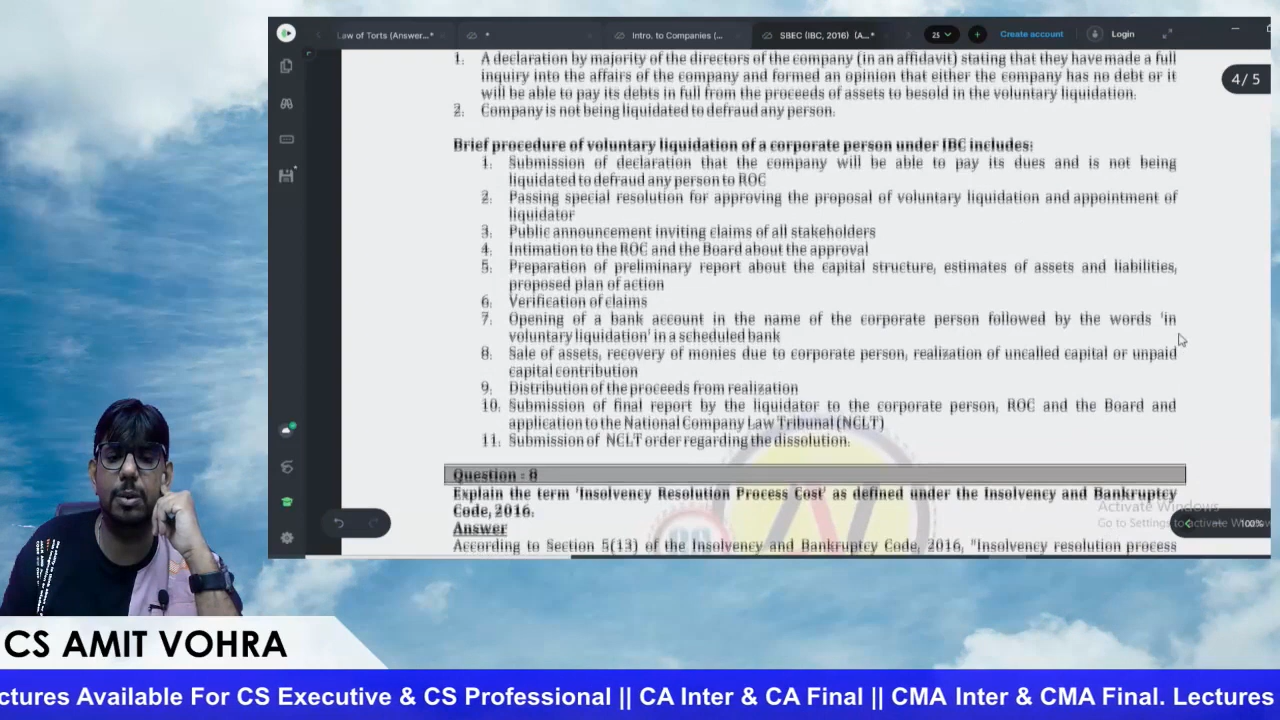 Law of Torts (Answer...*
*
Intro. to Companies (...
SBEC (IBC, 2016) (A...*
25
Create account
Login
4 / 5
1. A declaration by majority of the directors of the company (in an affidavit) stating that they have made a full
inquiry into the affairs of the company and formed an opinion that either the company has no debt or it
will be able to pay its debts in full from the proceeds of assets to besold in the voluntary liquidation.
2. Company is not being liquidated to defraud any person.
Brief procedure of voluntary liquidation of a corporate person under IBC includes:
1. Submission of declaration that the company will be able to pay its dues and is not being
liquidated to defraud any person to ROC
2. Passing special resolution for approving the proposal of voluntary liquidation and appointment of
liquidator
3. Public announcement inviting claims of all stakeholders
4. Intimation to the ROC and the Board about the approval
5. Preparation of preliminary report about the capital structure, estimates of assets and liabilities,
proposed plan of action
6. Verification of claims
7. Opening of a bank account in the name of the corporate person followed by the words 'in
voluntary liquidation' in a scheduled bank
8. Sale of assets, recovery of monies due to corporate person, realization of uncalled capital or unpaid
capital contribution
9. Distribution of the proceeds from realization
10. Submission of final report by the liquidator to the corporate person, ROC and the Board and
application to the National Company Law Tribunal (NCLT)
11. Submission of NCLT order regarding the dissolution.
Question : 8
Explain the term 'Insolvency Resolution Process Cost' as defined under the Insolvency and Bankruptcy
Code, 2016.
Answer
According to Section 5(13) of the Insolvency and Bankruptcy Code, 2016, "Insolvency resolution process
Activate Windows
Go to Settings to activate Window
100%
CS AMIT VOHRA
ctures Available For CS Executive & CS Professional || CA Inter & CA Final || CMA Inter & CMA Final. Lectures